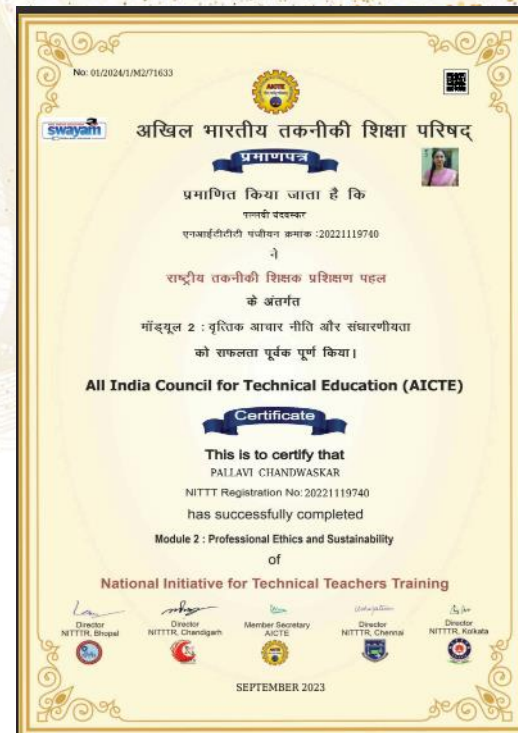 No: 01/2024/1/M2/71633
AICTE
swayam
अखिल भारतीय तकनीकी शिक्षा परिषद्
प्रमाणपत्र
प्रमाणित किया जाता है कि
पल्लवी चंदवस्कर
एनआईटीटीटी पंजीयन क्रमांक :20221119740
ने
राष्ट्रीय तकनीकी शिक्षक प्रशिक्षण पहल
के अंतर्गत
मॉड्यूल 2 : वृत्तिक आचार नीति और संधारणीयता
को सफलता पूर्वक पूर्ण किया।
All India Council for Technical Education (AICTE)
Certificate
This is to certify that
PALLAVI CHANDWASKAR
NITTT Registration No: 20221119740
has successfully completed
Module 2 : Professional Ethics and Sustainability
of
National Initiative for Technical Teachers Training
Director
NITTTR, Bhopal
Director
NITTTR, Chandigarh
Member Secretary
AICTE
Director
NITTTR, Chennai
Director
NITTTR, Kolkata
SEPTEMBER 2023